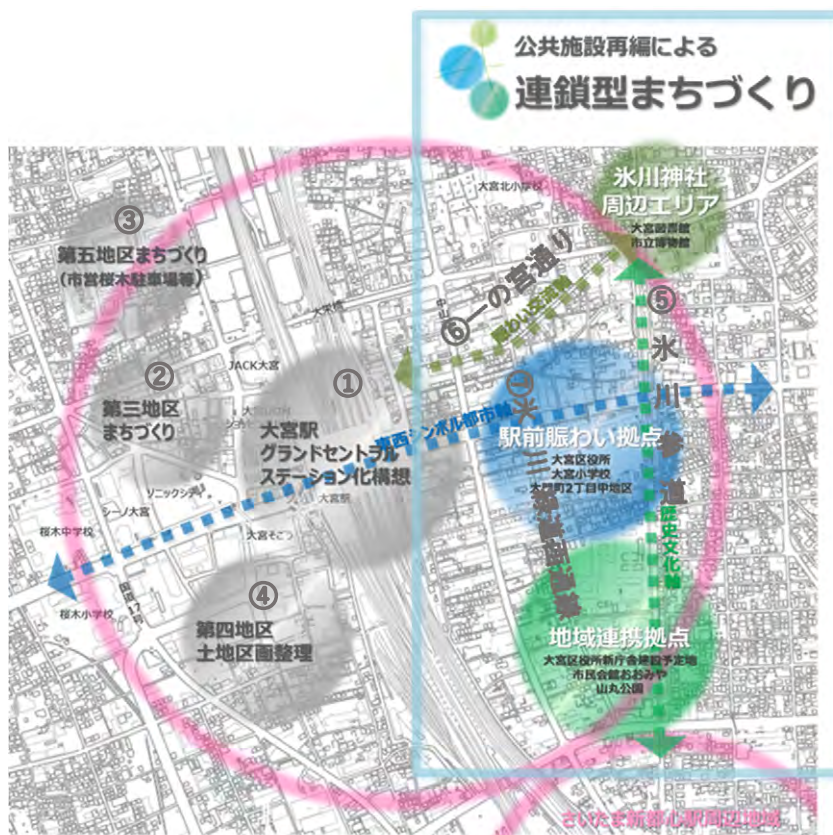 公共施設再編による
連鎖型まちづくり
氷川神社
周辺エリア
大宮図書館
市立博物館
大宮北小学校
③
第五地区まちづくり
(市営桜木駐車場等)
⑥一の宮通り
賑わい交流軸
大栄橋
⑤氷川参道
歴史文化軸
JACK大宮
②
第三地区
まちづくり
①
大宮駅
グランドセントラル
ステーション化構想
東西シンボル都市軸
駅前賑わい拠点
大宮区役所
大宮小学校
大門町2丁目中地区
ソニックシティ
シーノ大宮
大宮駅
桜木中学校
大宮そごう
国道17号
桜木小学校
④
第四地区
土地区画整理
地域連携拠点
大宮区役所新庁舎建設予定地
市民会館おおみや
山丸公園
さいたま新都心駅周辺地域